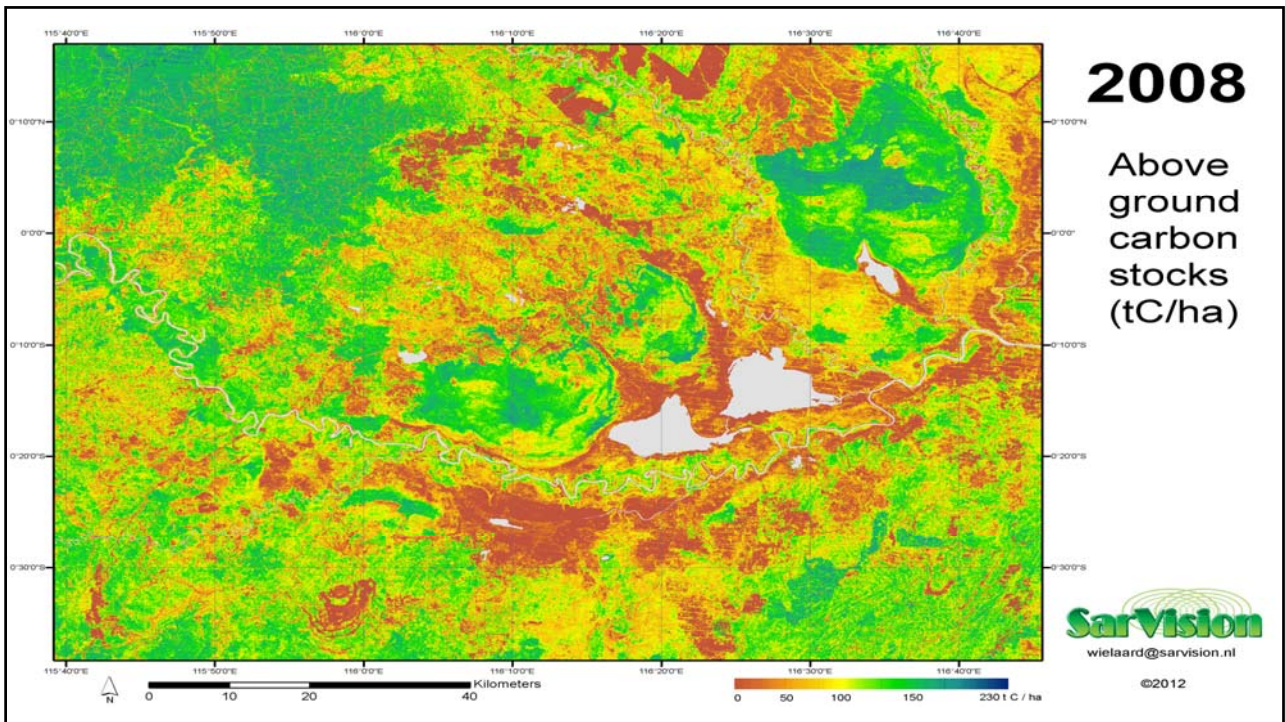 115°40'0"E 115°50'0"E 116°0'0"E 116°10'0"E 116°20'0"E 116°30'0"E 116°40'0"E
2008
0°10'0"N 0°10'0"N
Above
ground
carbon
stocks
(tC/ha)
0°0'0" 0°0'0"
0°10'0"S 0°10'0"S
0°20'0"S 0°20'0"S
0°30'0"S 0°30'0"S
SarVision
wielaard@sarvision.nl
©2012
115°40'0"E 115°50'0"E 116°0'0"E 116°10'0"E 116°20'0"E 116°30'0"E 116°40'0"E
N
Kilometers
0 10 20 40
0 50 100 150 230 t C / ha